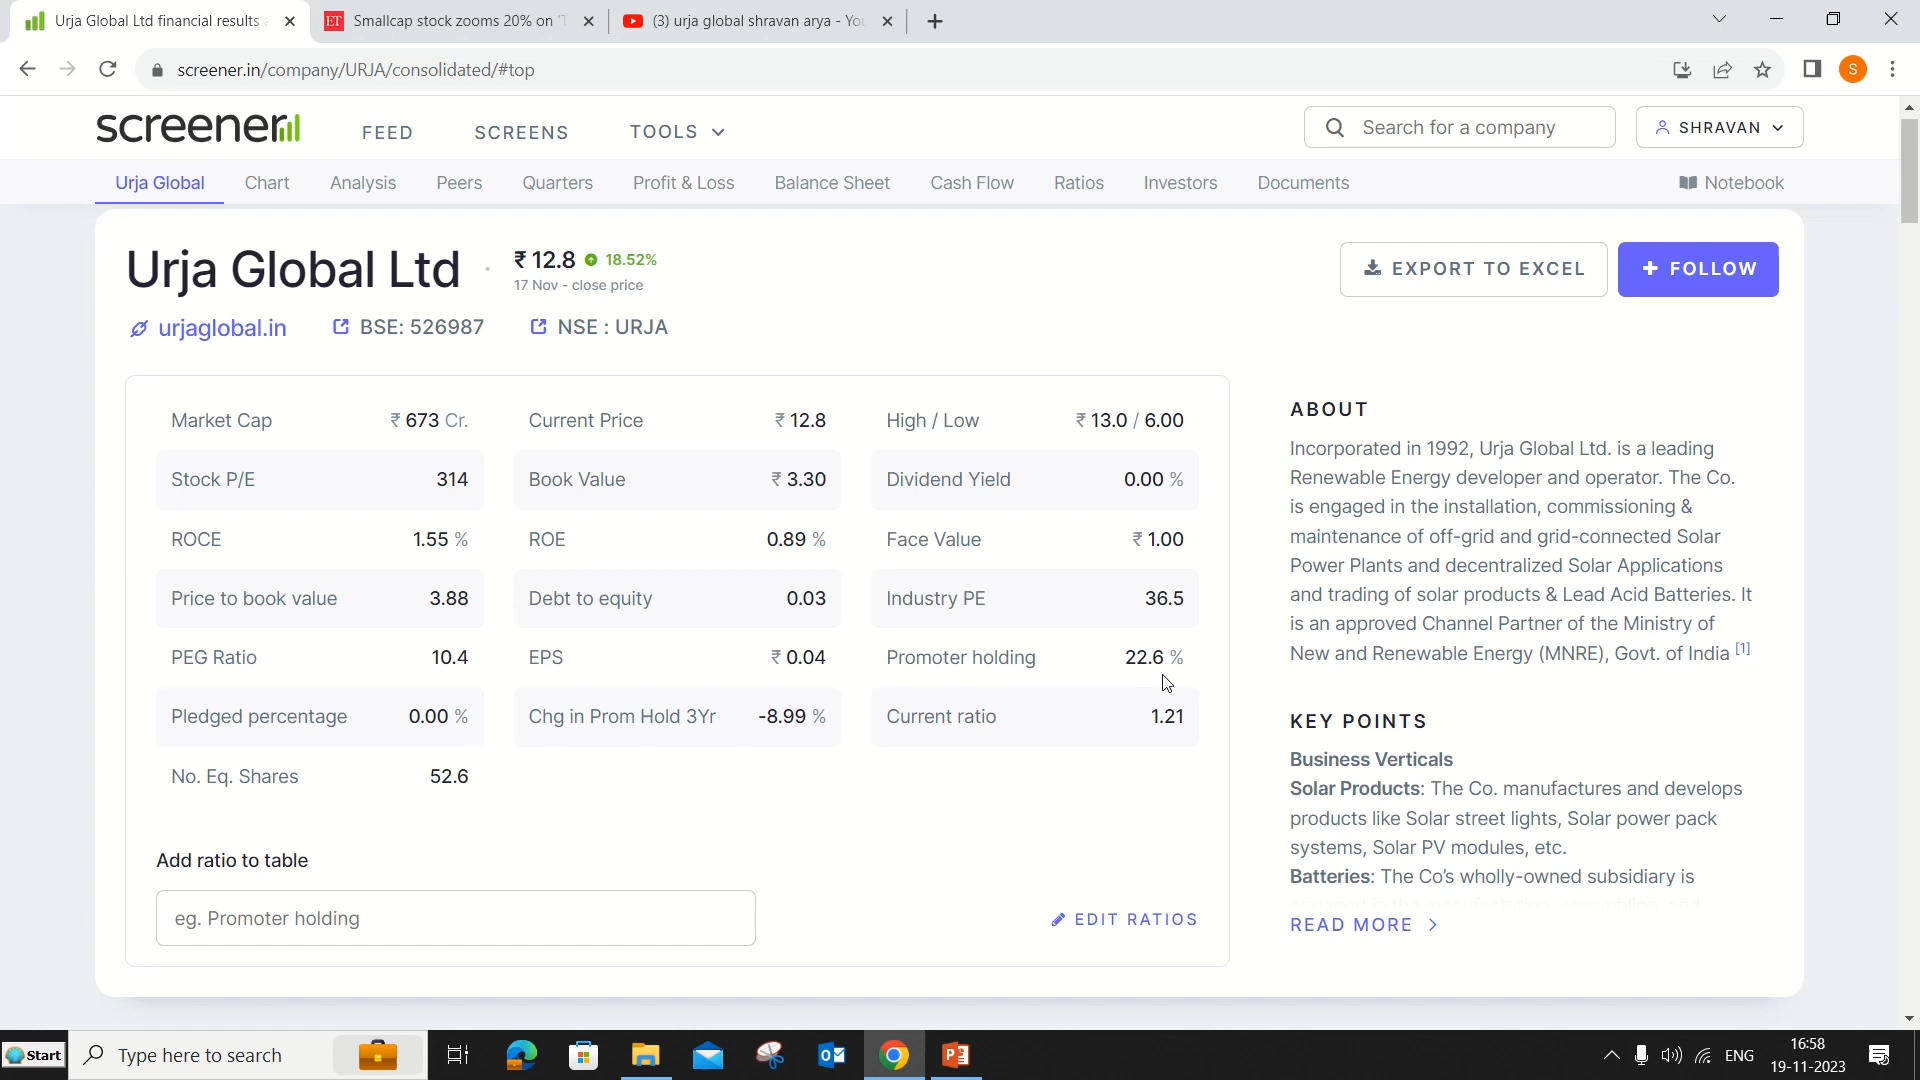 Urja Global Ltd financial results
Smallcap stock zooms 20% on 'T
(3) urja global shravan arya - You
screener.in/company/URJA/consolidated/#top
S
screener
FEED
SCREENS
TOOLS
Search for a company
SHRAVAN
Urja Global
Chart
Analysis
Peers
Quarters
Profit & Loss
Balance Sheet
Cash Flow
Ratios
Investors
Documents
Notebook
Urja Global Ltd
₹ 12.8 18.52%
17 Nov - close price
EXPORT TO EXCEL
+ FOLLOW
urjaglobal.in
BSE: 526987
NSE : URJA
Market Cap ₹ 673 Cr.
Current Price ₹ 12.8
High / Low ₹ 13.0 / 6.00
Stock P/E 314
Book Value ₹ 3.30
Dividend Yield 0.00 %
ROCE 1.55 %
ROE 0.89 %
Face Value ₹ 1.00
Price to book value 3.88
Debt to equity 0.03
Industry PE 36.5
PEG Ratio 10.4
EPS ₹ 0.04
Promoter holding 22.6 %
Pledged percentage 0.00 %
Chg in Prom Hold 3Yr -8.99 %
Current ratio 1.21
No. Eq. Shares 52.6
Add ratio to table
eg. Promoter holding
EDIT RATIOS
ABOUT
Incorporated in 1992, Urja Global Ltd. is a leading
Renewable Energy developer and operator. The Co.
is engaged in the installation, commissioning &
maintenance of off-grid and grid-connected Solar
Power Plants and decentralized Solar Applications
and trading of solar products & Lead Acid Batteries. It
is an approved Channel Partner of the Ministry of
New and Renewable Energy (MNRE), Govt. of India [1]
KEY POINTS
Business Verticals
Solar Products: The Co. manufactures and develops
products like Solar street lights, Solar power pack
systems, Solar PV modules, etc.
Batteries: The Co's wholly-owned subsidiary is
READ MORE
Start
Type here to search
ENG
16:58
19-11-2023